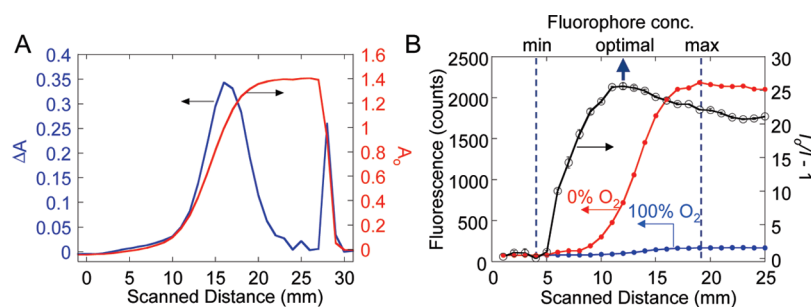 A
0.4
0.35
0.3
0.25
0.2
0.15
0.1
0.05
0
ΔA
1.6
1.4
1.2
1.0
0.8
0.6
0.4
0.2
0
Ao
0 5 10 15 20 25 30
Scanned Distance (mm)
B
Fluorophore conc.
min optimal max
2500
2000
1500
1000
500
0
Fluorescence (counts)
30
25
20
15
10
5
0
Io/I - 1
0% O2
100% O2
0 5 10 15 20 25
Scanned Distance (mm)